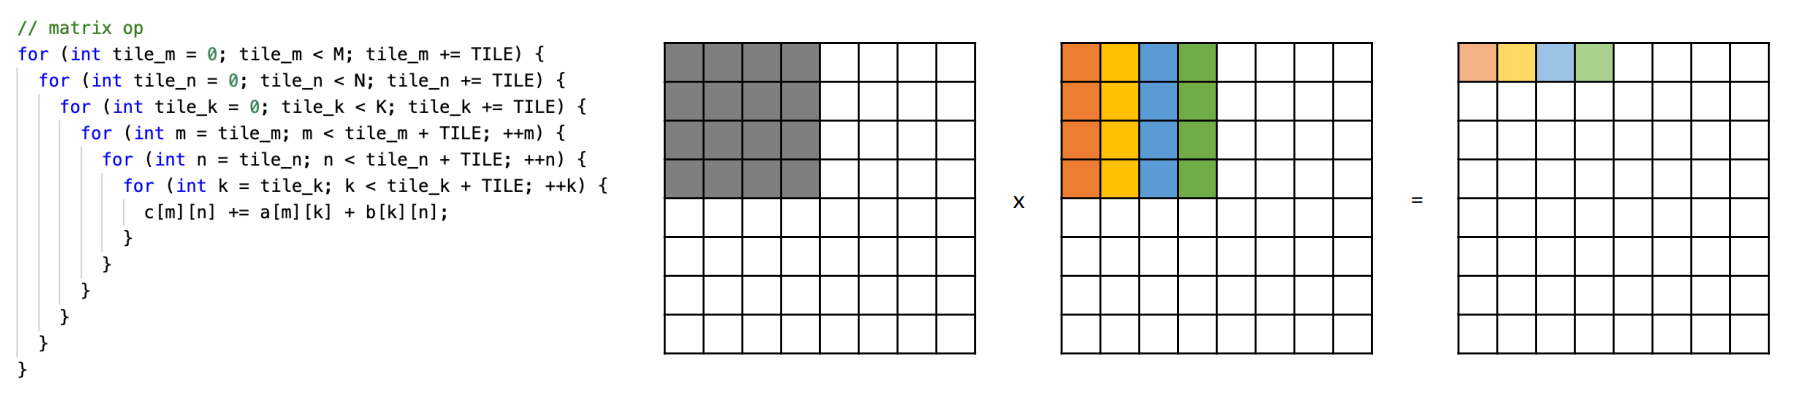 // matrix op
for (int tile_m = 0; tile_m < M; tile_m += TILE) {
for (int tile_n = 0; tile_n < N; tile_n += TILE) {
for (int tile_k = 0; tile_k < K; tile_k += TILE) {
for (int m = tile_m; m < tile_m + TILE; ++m) {
for (int n = tile_n; n < tile_n + TILE; ++n) {
for (int k = tile_k; k < tile_k + TILE; ++k) {
c[m][n] += a[m][k] + b[k][n];
}
}
}
}
}
}
x
=